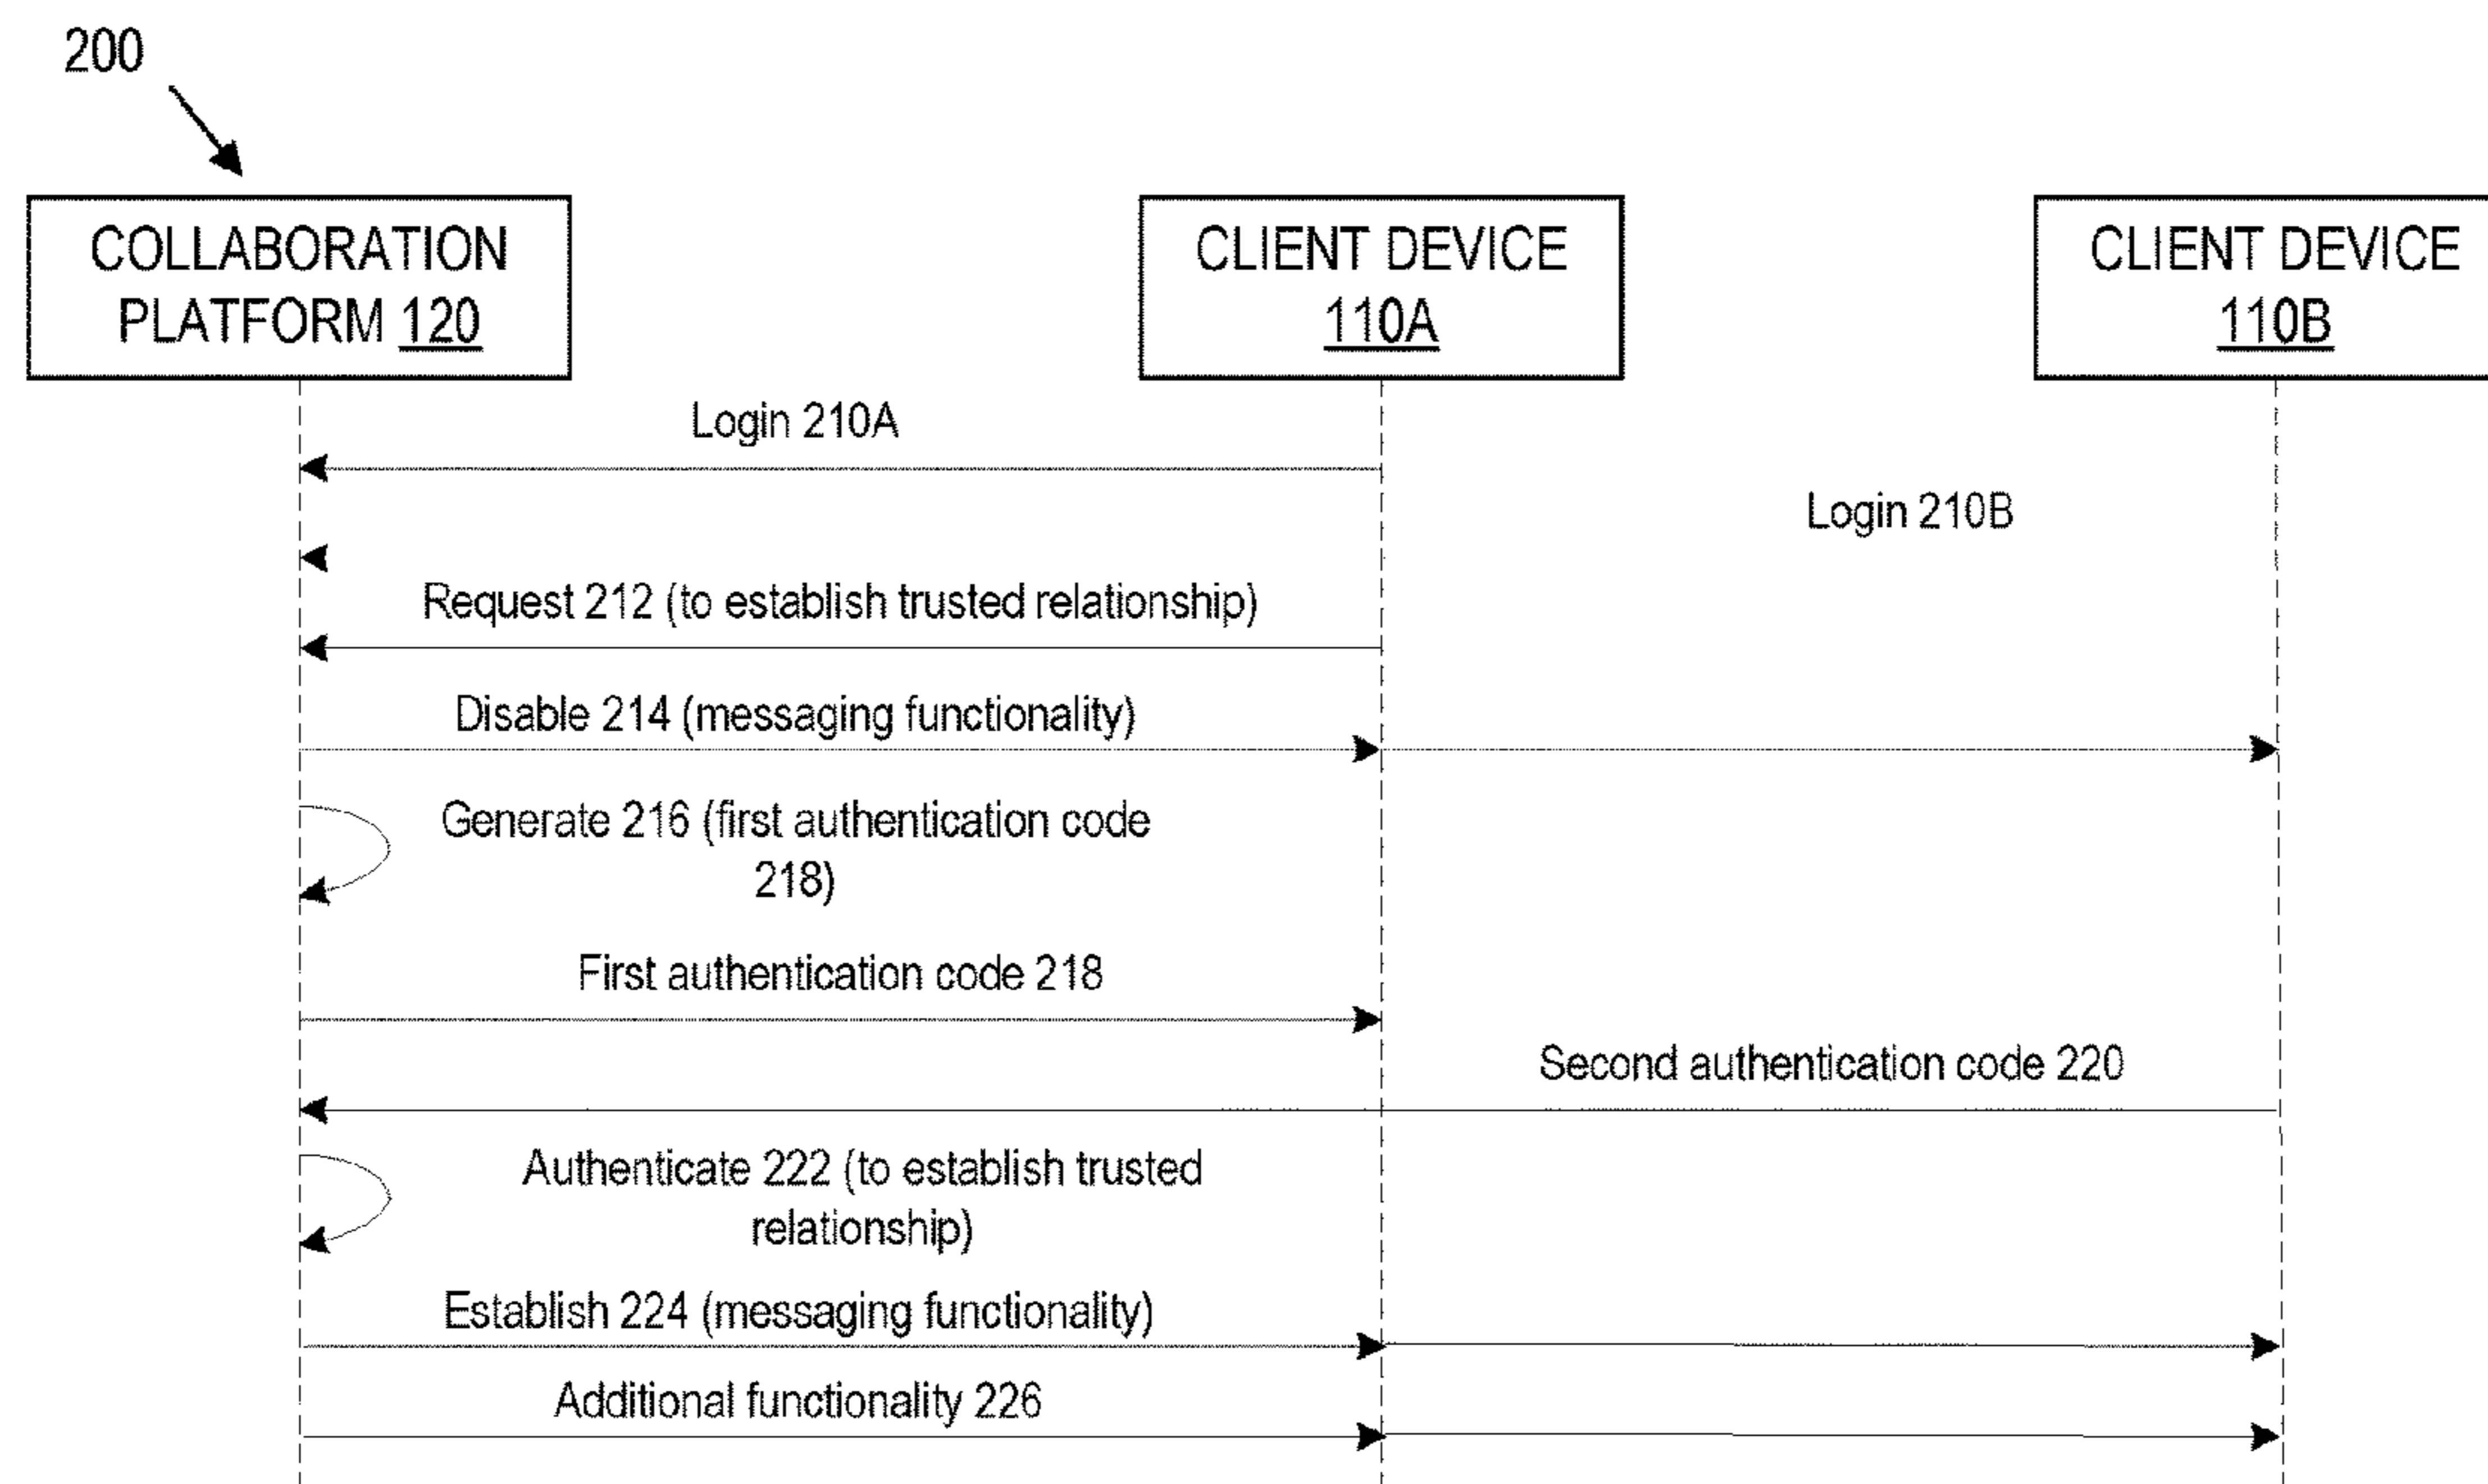 200
COLLABORATION
PLATFORM 120
CLIENT DEVICE
110A
CLIENT DEVICE
110B
Login 210A
Login 210B
Request 212 (to establish trusted relationship)
Disable 214 (messaging functionality)
Generate 216 (first authentication code
218)
First authentication code 218
Second authentication code 220
Authenticate 222 (to establish trusted
relationship)
Establish 224 (messaging functionality)
Additional functionality 226